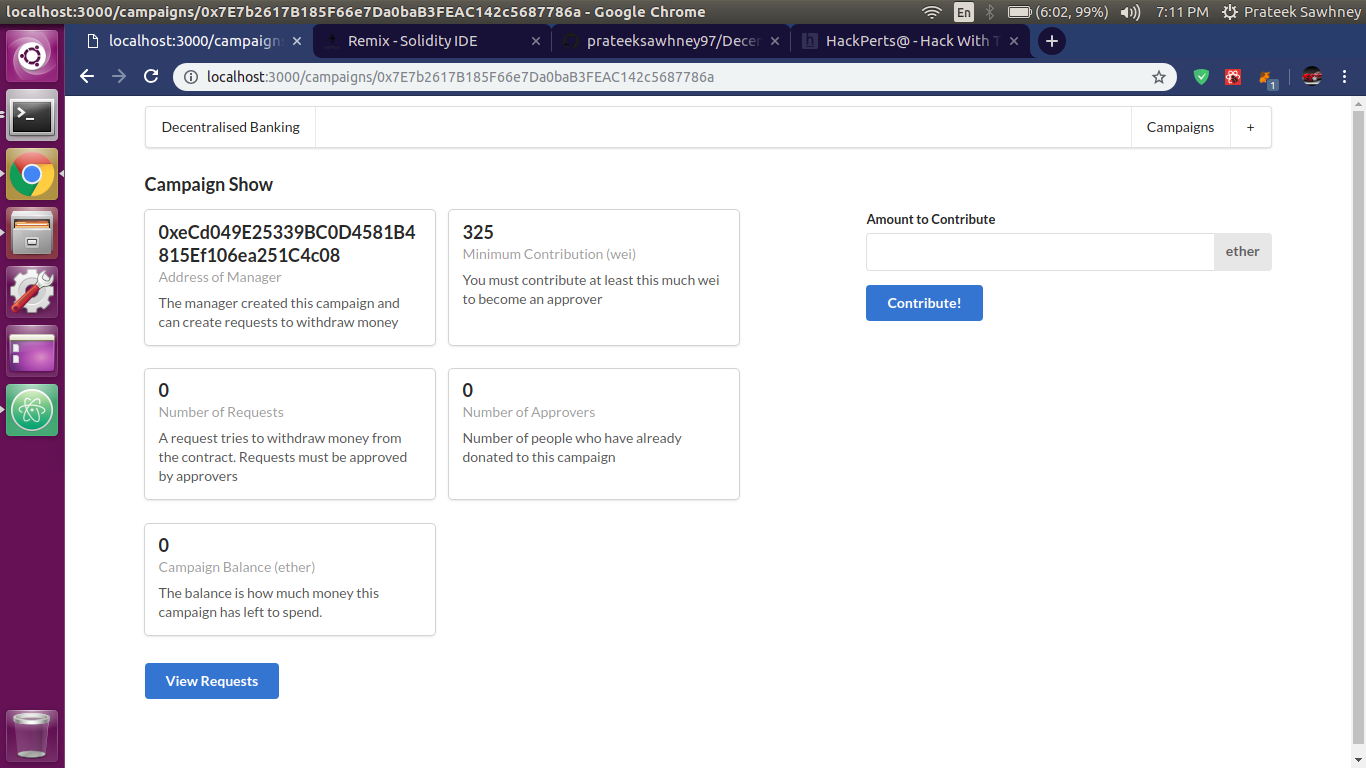 localhost:3000/campaigns/0x7E7b2617B185F66e7Da0baB3FEAC142c5687786a - Google Chrome
En
(6:02, 99%)
7:11 PM
Prateek Sawhney
localhost:3000/campaign
Remix - Solidity IDE
prateeksawhney97/Decen
HackPerts@ - Hack With T
localhost:3000/campaigns/0x7E7b2617B185F66e7Da0baB3FEAC142c5687786a
1
Decentralised Banking
Campaigns
+
Campaign Show
0xeCd049E25339BC0D4581B4
815Ef106ea251C4c08
Address of Manager
The manager created this campaign and
can create requests to withdraw money
325
Minimum Contribution (wei)
You must contribute at least this much wei
to become an approver
Amount to Contribute
ether
Contribute!
0
Number of Requests
A request tries to withdraw money from
the contract. Requests must be approved
by approvers
0
Number of Approvers
Number of people who have already
donated to this campaign
0
Campaign Balance (ether)
The balance is how much money this
campaign has left to spend.
View Requests